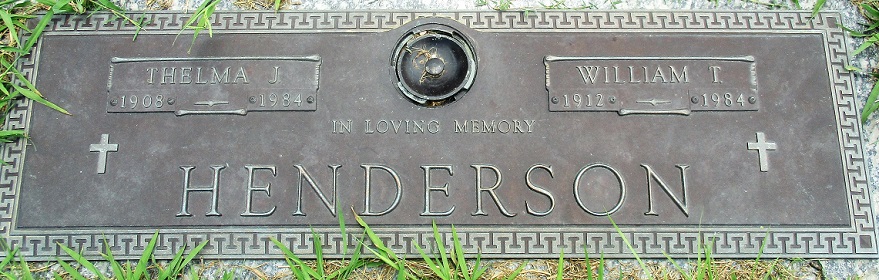 THELMA J.
1908 1984
WILLIAM T.
1912 1984
IN LOVING MEMORY
HENDERSON